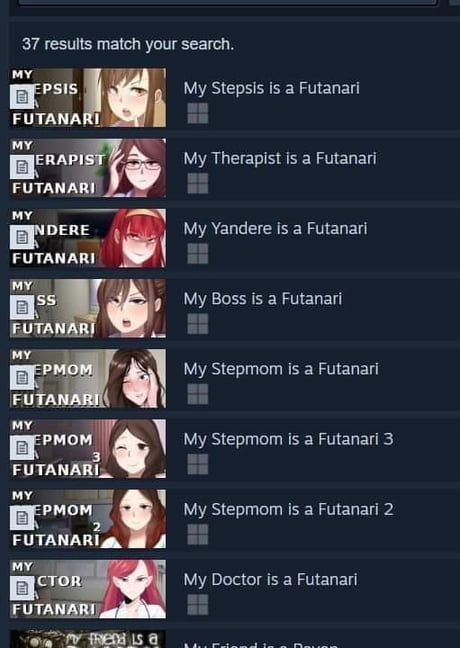 37 results match your search.
MY
EPSIS
A
FUTANARI
My Stepsis is a Futanari
MY
ERAPIST
FUTANARI
My Therapist is a Futanari
MY
NDERE
FUTANARI
My Yandere is a Futanari
MY
SS
FUTANARI
My Boss is a Futanari
MY
EPMOM
FUTANARI
My Stepmom is a Futanari
MY
EPMOM
3
FUTANARI
My Stepmom is a Futanari 3
MY
EPMOM
2
FUTANARI
My Stepmom is a Futanari 2
MY
CTOR
FUTANARI
My Doctor is a Futanari
my friend is a
My Friend is a Raven